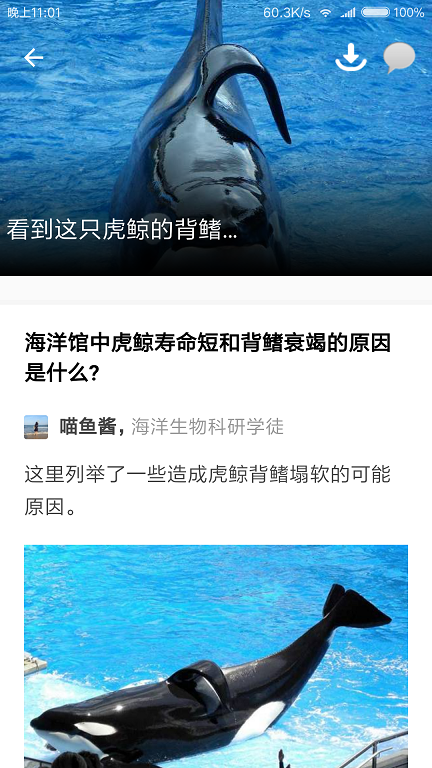 晚上11:01
60.3K/s
100%
看到这只虎鲸的背鳍...
海洋馆中虎鲸寿命短和背鳍衰竭的原因
是什么?
喵鱼酱, 海洋生物科研学徒
这里列举了一些造成虎鲸背鳍塌软的可能
原因。